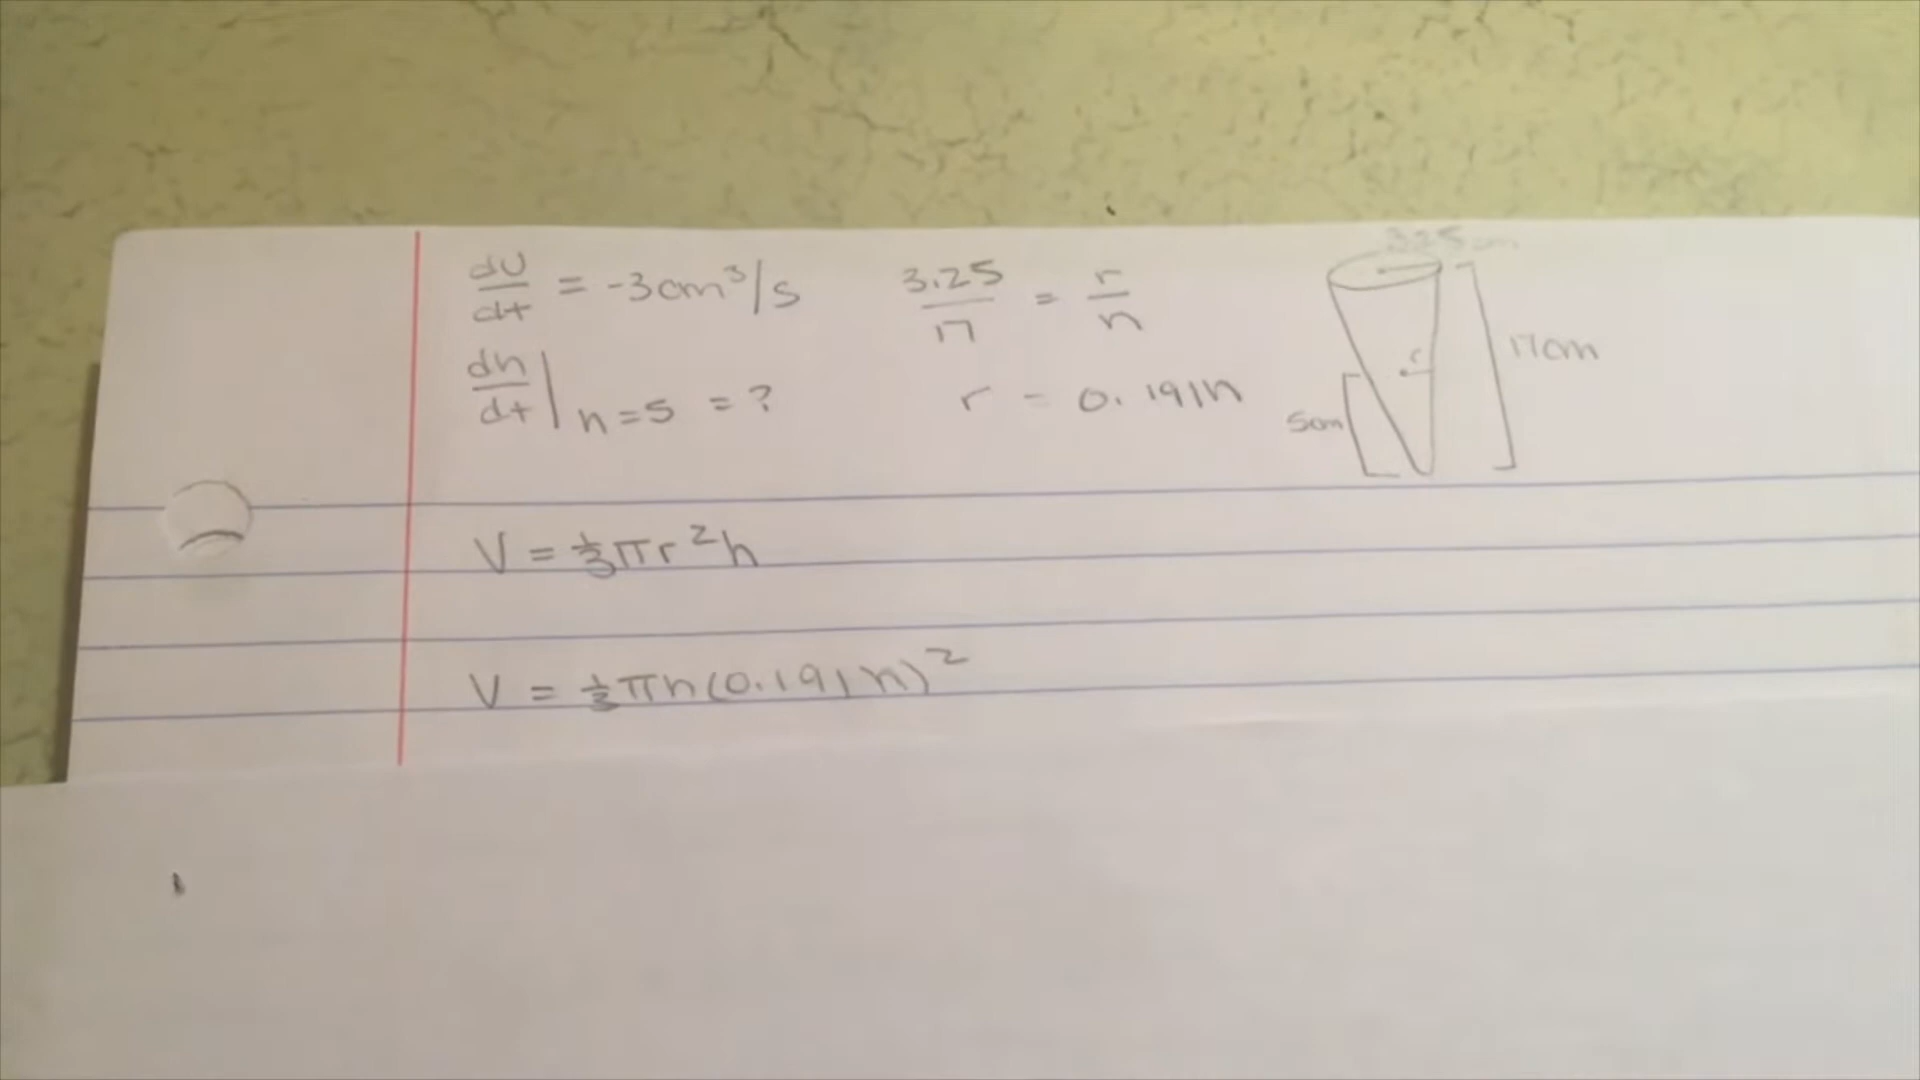 dV/dt = -3cm³/s
dh/dt | h=5 = ?
3.25/17 = r/h
r = 0.191h
3.25cm
17cm
r
5cm
V = ⅓πr²h
V = ⅓πh(0.191h)²